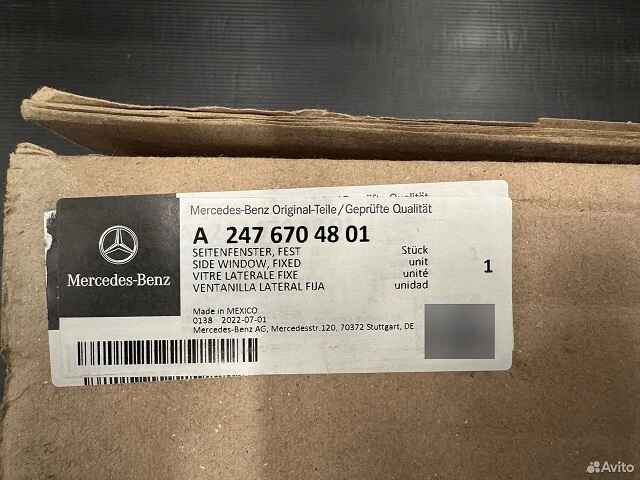 Mercedes-Benz Original-Teile/Geprüfte Qualität
A 247 670 48 01
SEITENFENSTER, FEST Stück
SIDE WINDOW, FIXED unit
VITRE LATERALE FIXE unité
VENTANILLA LATERAL FIJA unidad
1
Mercedes-Benz
Made in MEXICO
0138 2022-07-01
Mercedes-Benz AG, Mercedesstr.120, 70372 Stuttgart, DE
Avito